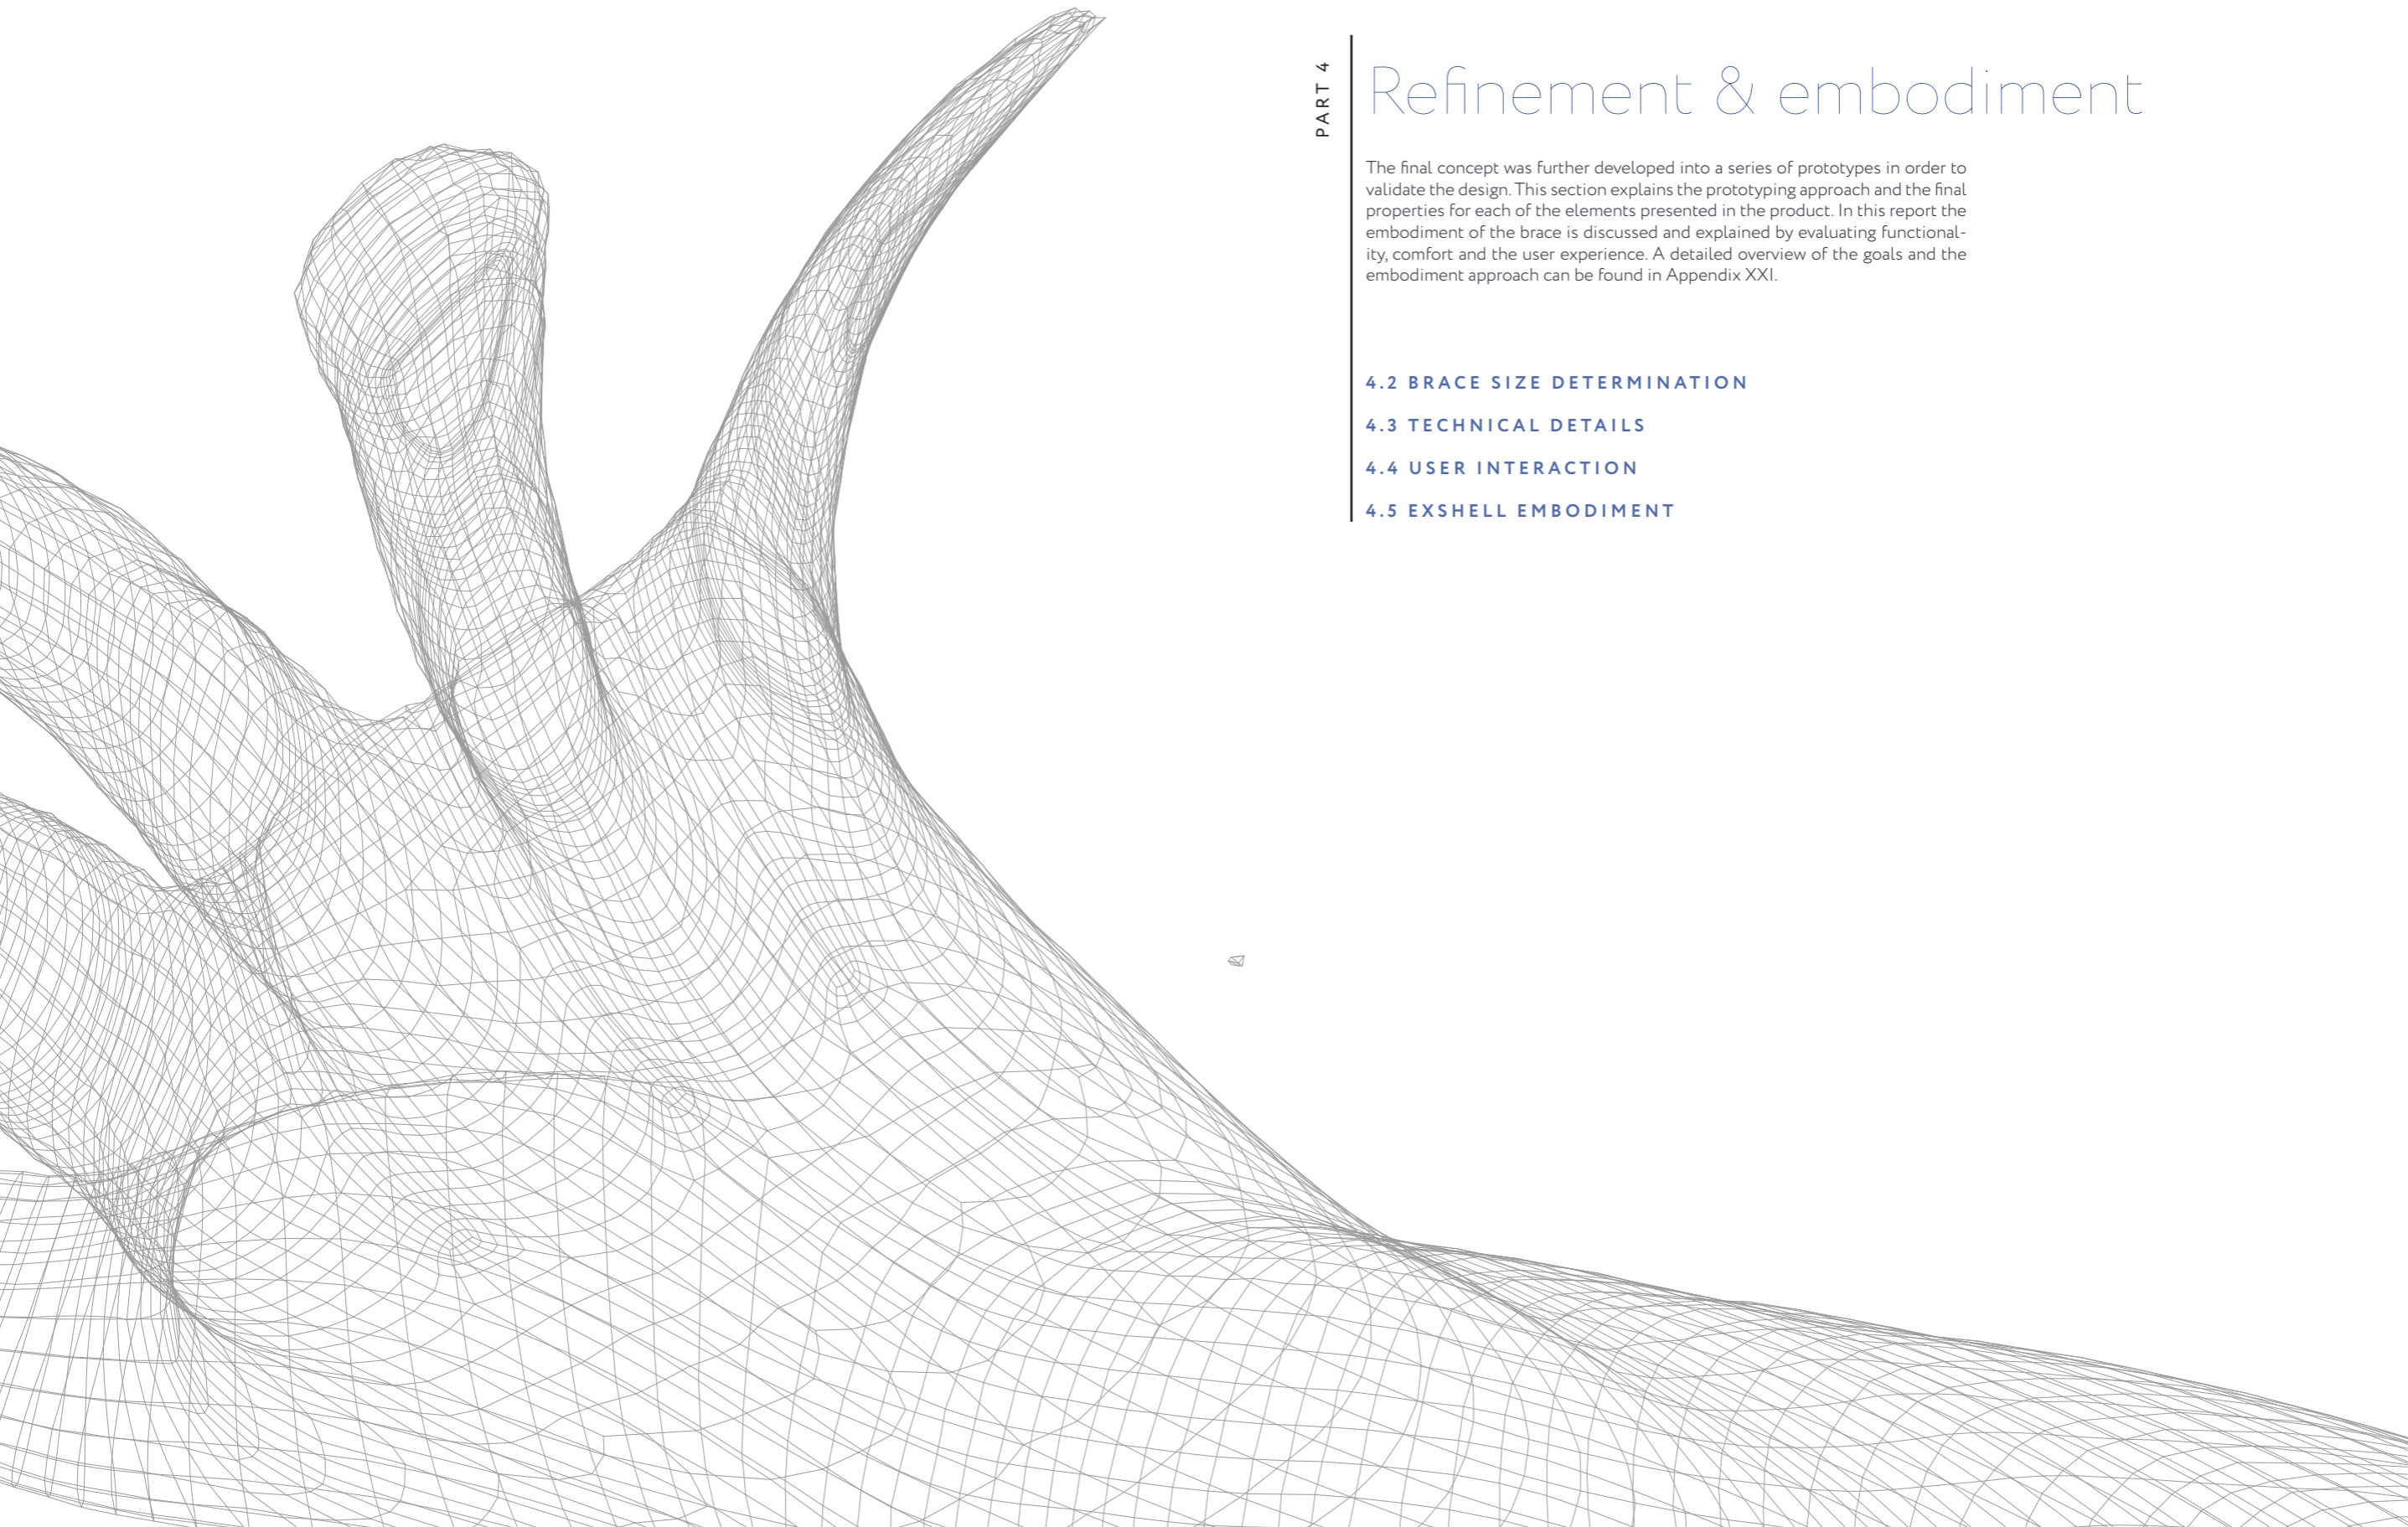 PART 4
Refinement & embodiment
The final concept was further developed into a series of prototypes in order to
validate the design. This section explains the prototyping approach and the final
properties for each of the elements presented in the product. In this report the
embodiment of the brace is discussed and explained by evaluating functional-
ity, comfort and the user experience. A detailed overview of the goals and the
embodiment approach can be found in Appendix XXI.
4.2 BRACE SIZE DETERMINATION
4.3 TECHNICAL DETAILS
4.4 USER INTERACTION
4.5 EXSHELL EMBODIMENT